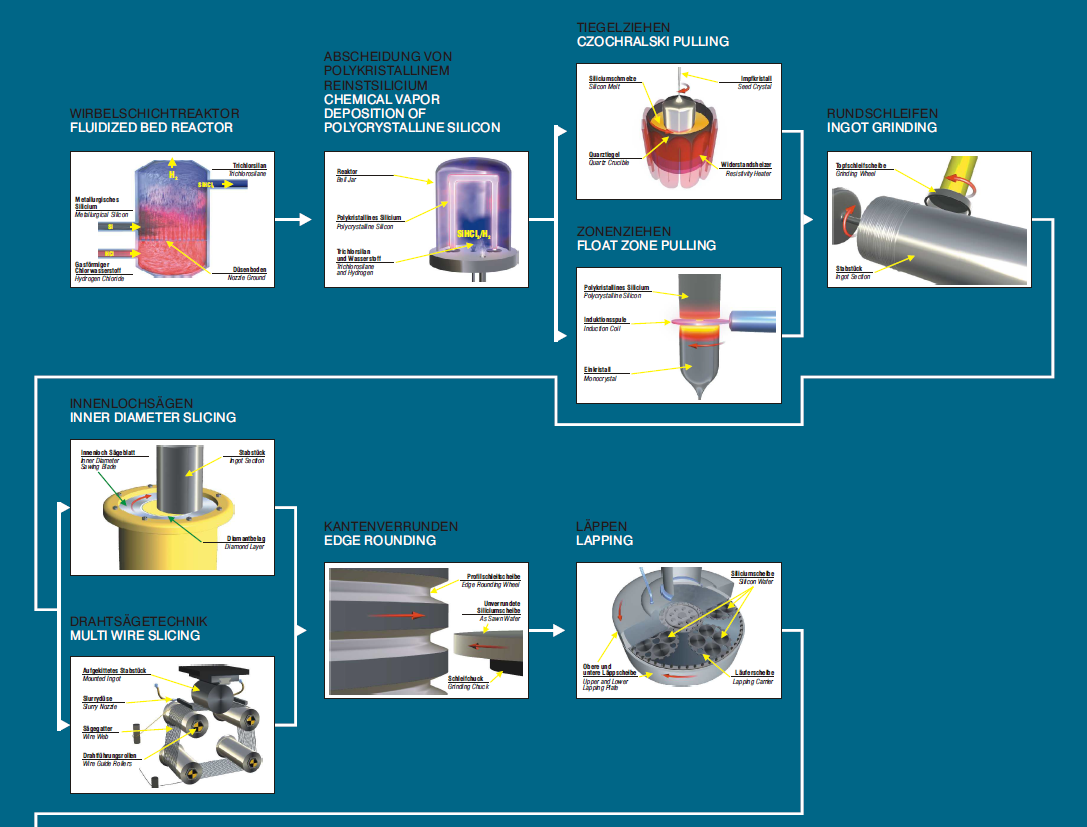 WIRBELSCHICHTREAKTOR
FLUIDIZED BED REACTOR
Trichlorsilan
Trichlorosilane
H2
SiHCl3
Metallurgisches
Silicium
Metallurgical Silicon
Si
HCl
Gasförmiger
Chlorwasserstoff
Hydrogen Chloride
Düsenboden
Nozzle Ground
ABSCHEIDUNG VON
POLYKRISTALLINEM
REINSTSILICIUM
CHEMICAL VAPOR
DEPOSITION OF
POLYCRYSTALLINE SILICON
Reaktor
Bell Jar
Polykristallines Silicium
Polycrystalline Silicon
SiHCl3/H2
Trichlorsilan
und Wasserstoff
Trichlorosilane
and Hydrogen
TIEGELZIEHEN
CZOCHRALSKI PULLING
Siliciumschmelze
Silicon Melt
Impfkristall
Seed Crystal
Quarztiegel
Quartz Crucible
Widerstandsheizer
Resistivity Heater
ZONENZIEHEN
FLOAT ZONE PULLING
Polykristallines Silicium
Polycrystalline Silicon
Induktionsspule
Induction Coil
Einkristall
Monocrystal
RUNDSCHLEIFEN
INGOT GRINDING
Topfschleifscheibe
Grinding Wheel
Stabstück
Ingot Section
INNENLOCHSÄGEN
INNER DIAMETER SLICING
Innenloch Sägeblatt
Inner Diameter
Sawing Blade
Stabstück
Ingot Section
Diamantbelag
Diamond Layer
DRAHTSÄGETECHNIK
MULTI WIRE SLICING
Aufgekittetes Stabstück
Mounted Ingot
Slurrydüse
Slurry Nozzle
Sägegatter
Wire Web
Drahtführungsrollen
Wire Guide Rollers
KANTENVERRUNDEN
EDGE ROUNDING
Profilschleifscheibe
Edge Rounding Wheel
Unverrundete
Siliciumscheibe
As Sawn Wafer
Schleifchuck
Grinding Chuck
LÄPPEN
LAPPING
Siliciumscheibe
Silicon Wafer
Obere und
untere Läppscheibe
Upper and Lower
Lapping Plate
Läuferscheibe
Lapping Carrier